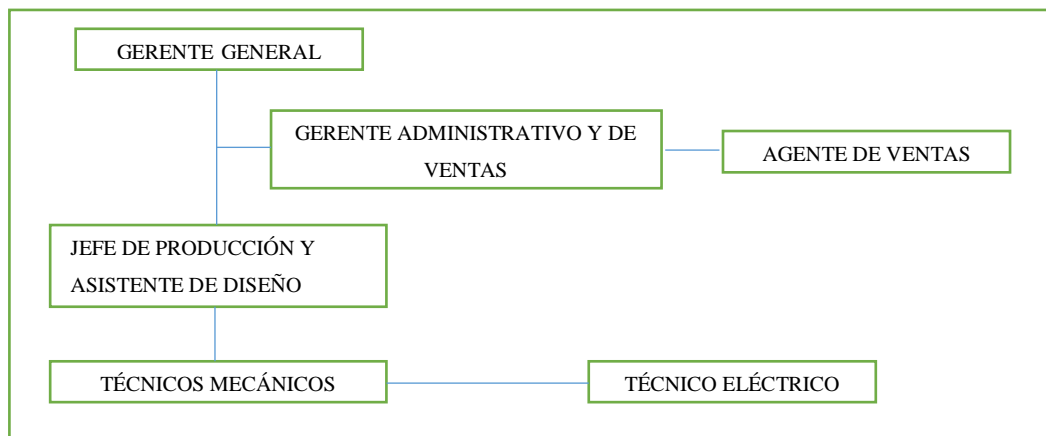 GERENTE GENERAL
GERENTE ADMINISTRATIVO Y DE
VENTAS
AGENTE DE VENTAS
JEFE DE PRODUCCIÓN Y
ASISTENTE DE DISEÑO
TÉCNICOS MECÁNICOS
TÉCNICO ELÉCTRICO